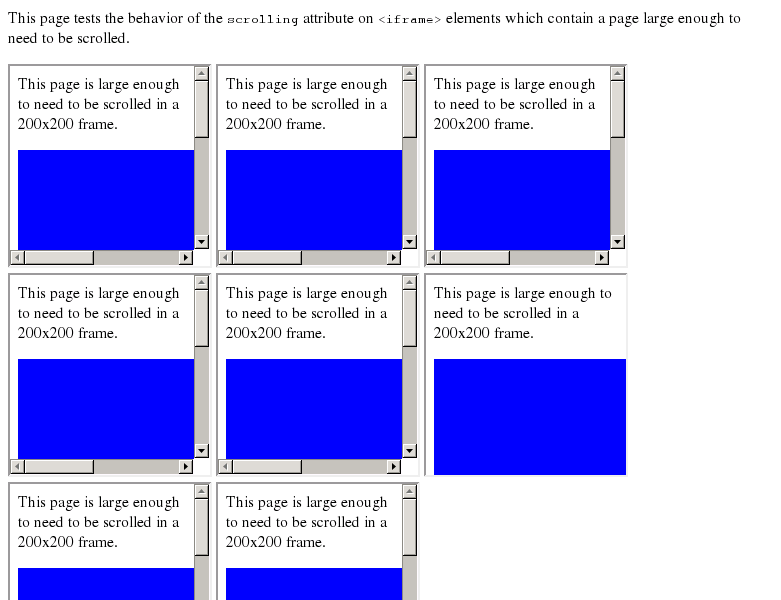 This page tests the behavior of the scrolling attribute on <iframe> elements which contain a page large enough to
need to be scrolled.
This page is large enough
to need to be scrolled in a
200x200 frame.
This page is large enough
to need to be scrolled in a
200x200 frame.
This page is large enough
to need to be scrolled in a
200x200 frame.
This page is large enough
to need to be scrolled in a
200x200 frame.
This page is large enough
to need to be scrolled in a
200x200 frame.
This page is large enough to
need to be scrolled in a
200x200 frame.
This page is large enough
to need to be scrolled in a
200x200 frame.
This page is large enough
to need to be scrolled in a
200x200 frame.